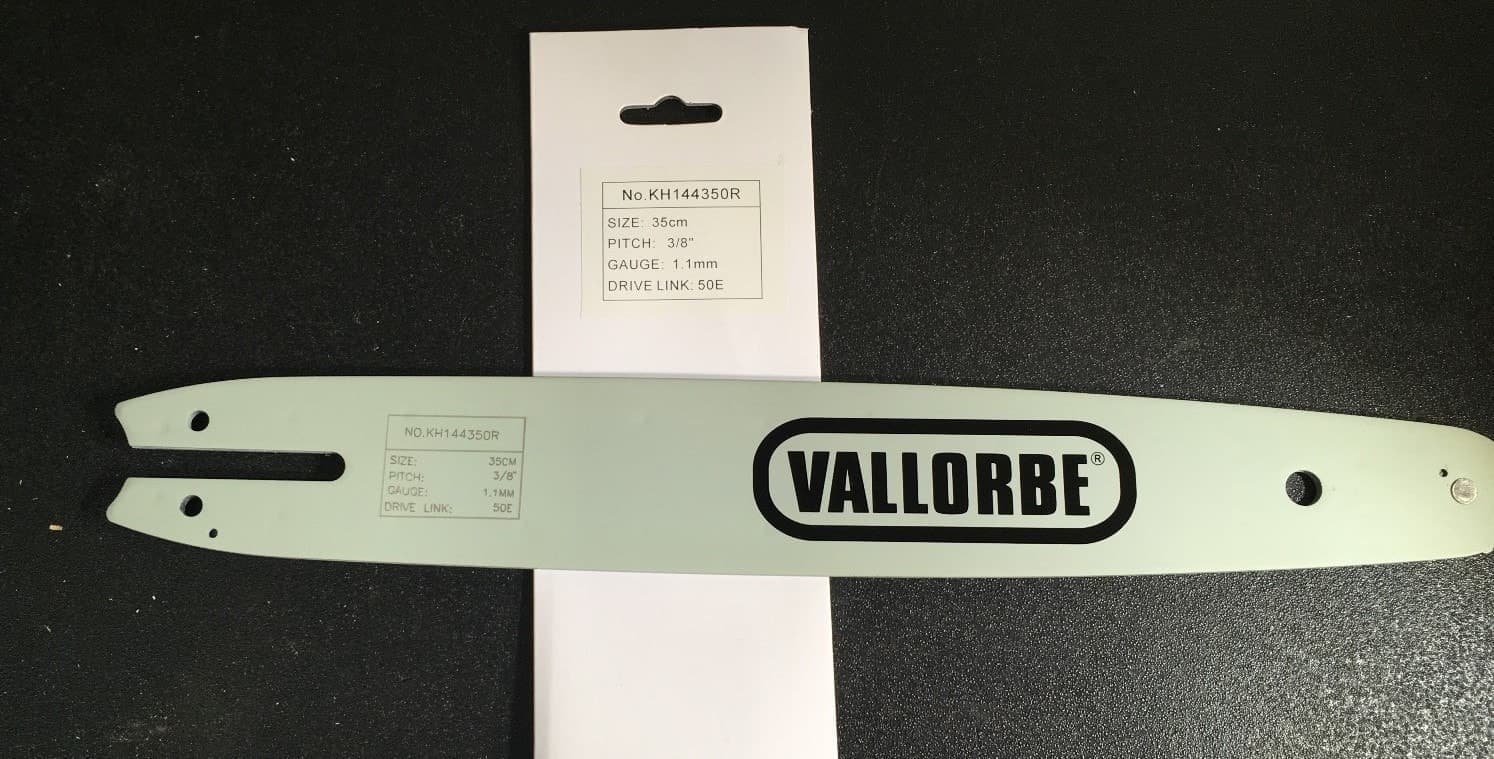 No.KH144350R
SIZE: 35cm
PITCH: 3/8"
GAUGE: 1.1mm
DRIVE LINK: 50E
NO.KH144350R
SIZE: 35CM
PITCH: 3/8"
GAUGE: 1.1MM
DRIVE LINK: 50E
VALLORBE®